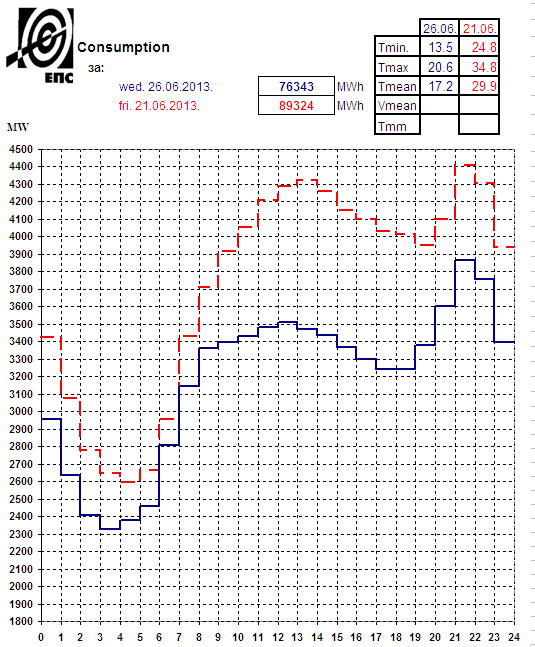 26.06. 21.06.
Consumption
Tmin. 13.5 24.8
за:
Tmax 20.6 34.8
ЕПС
wed. 26.06.2013. 76343 MWh
Tmean 17.2 29.9
fri. 21.06.2013. 89324 MWh
Vmean
MW
Tmm
4500
4400
4300
4200
4100
4000
3900
3800
3700
3600
3500
3400
3300
3200
3100
3000
2900
2800
2700
2600
2500
2400
2300
2200
2100
2000
1900
1800
0 1 2 3 4 5 6 7 8 9 10 11 12 13 14 15 16 17 18 19 20 21 22 23 24